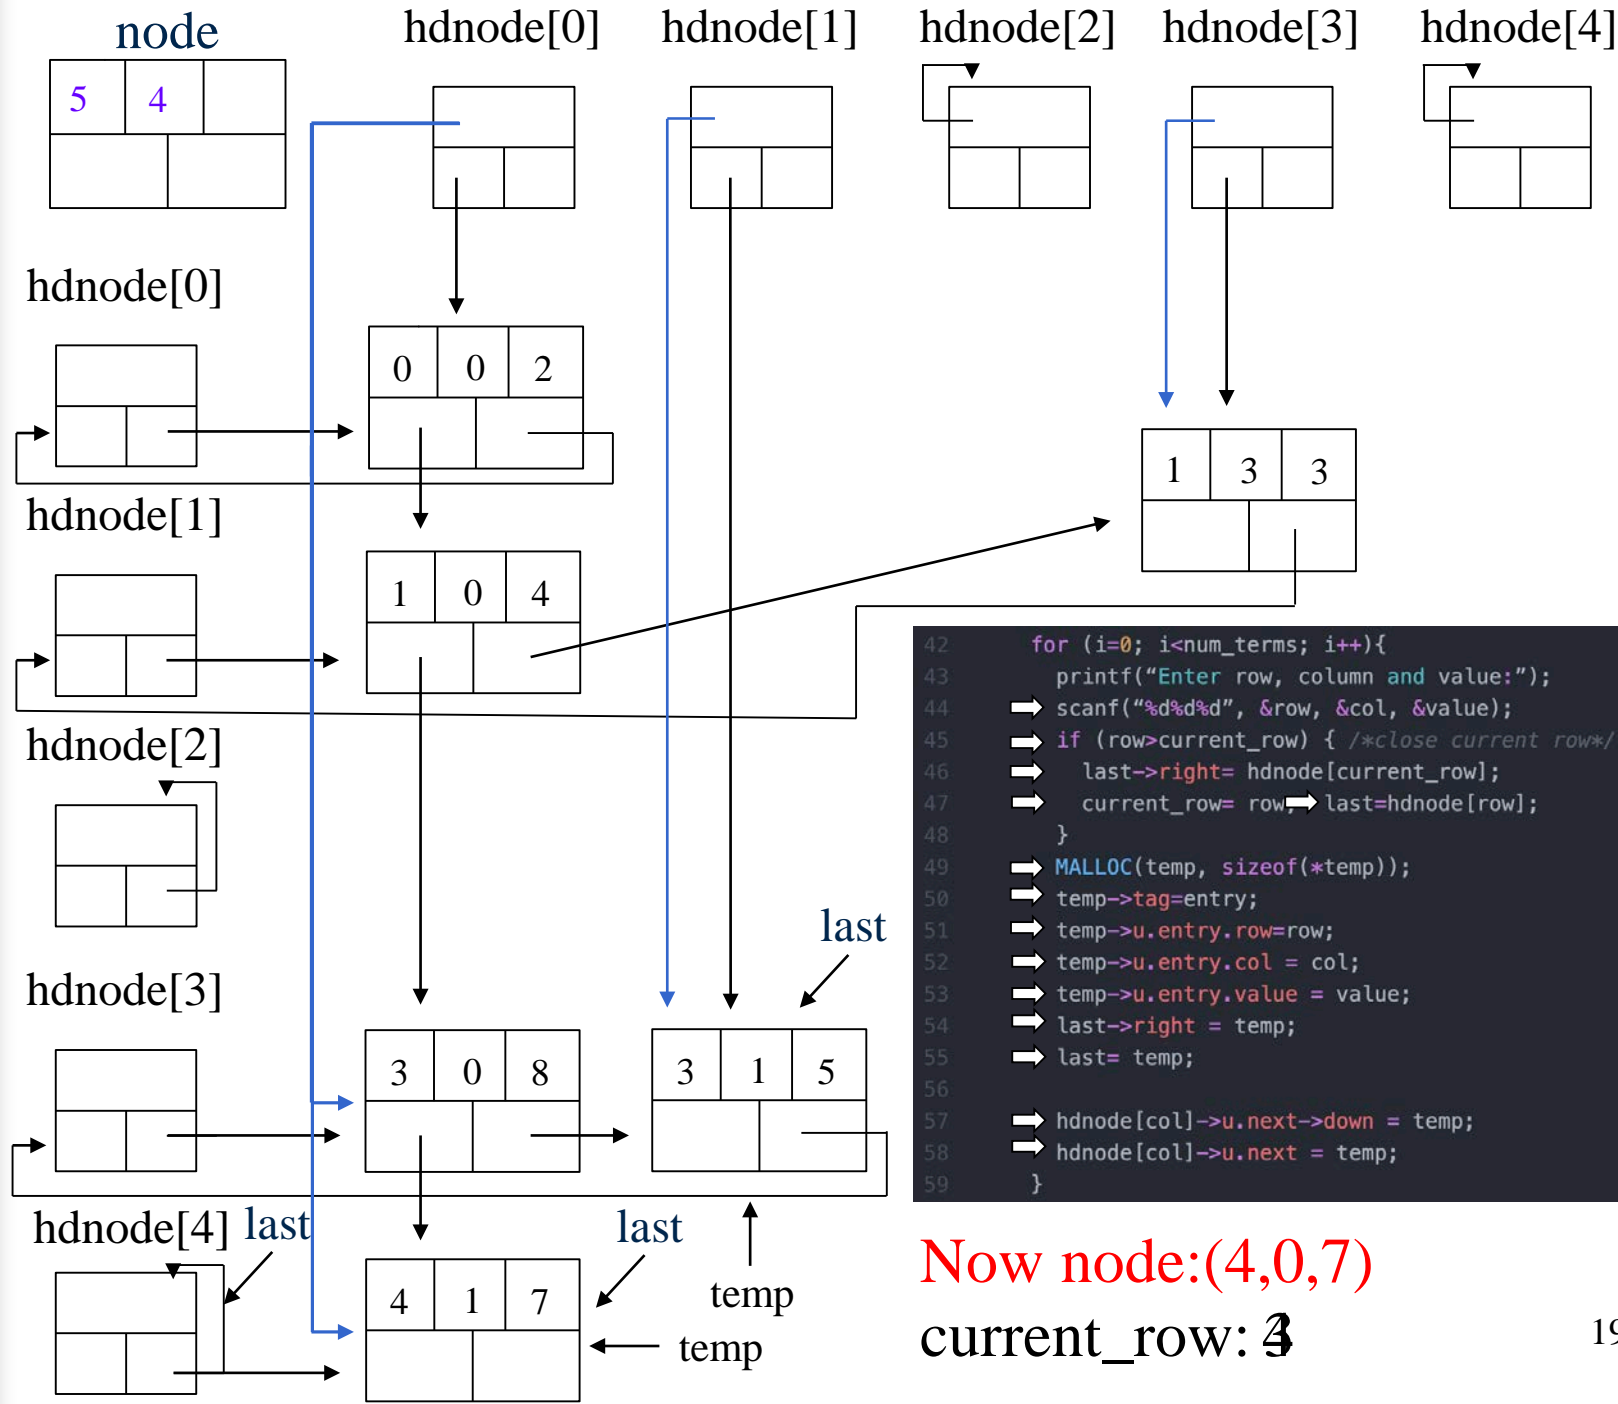 node hdnode[0] hdnode[1] hdnode[2] hdnode[3] hdnode[4]
5 4
hdnode[0]
0 0 2
1 3 3
hdnode[1]
1 0 4
hdnode[2]
last
hdnode[3]
3 0 8
3 1 5
hdnode[4] last
last
temp
4 1 7
temp
42 for (i=0; i<num_terms; i++){
43 printf(“Enter row, column and value:”);
44 scanf(“%d%d%d”, &row, &col, &value);
45 if (row>current_row) { /*close current row*/
46 last->right= hdnode[current_row];
47 current_row= row, last=hdnode[row];
48 }
49 MALLOC(temp, sizeof(*temp));
50 temp->tag=entry;
51 temp->u.entry.row=row;
52 temp->u.entry.col = col;
53 temp->u.entry.value = value;
54 last->right = temp;
55 last= temp;
56
57 hdnode[col]->u.next->down = temp;
58 hdnode[col]->u.next = temp;
59 }
Now node:(4,0,7)
current_row:
19